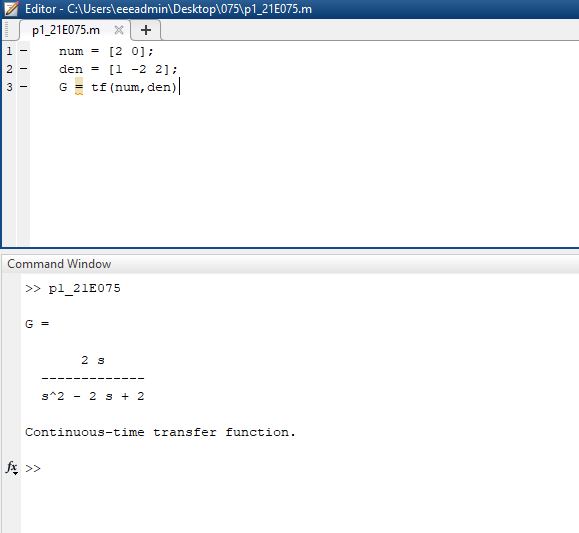 Editor - C:\Users\eeeadmin\Desktop\075\p1_21E075.m
p1_21E075.m × +
1 - num = [2 0];
2 - den = [1 -2 2];
3 - G = tf(num,den)
Command Window
>> p1_21E075
G =
2 s
-------------
s^2 - 2 s + 2
Continuous-time transfer function.
fx >>